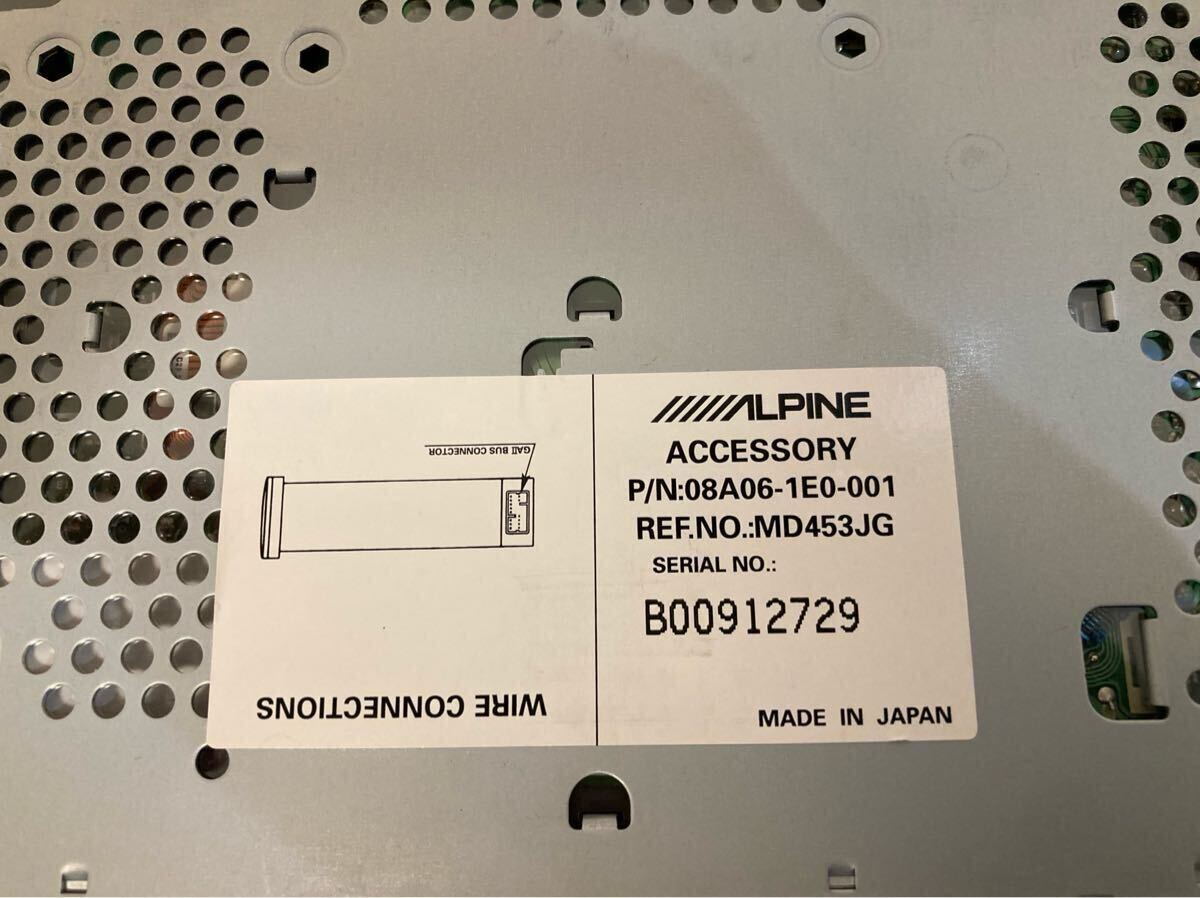 ALPINE
ACCESSORY
P/N:08A06-1E0-001
REF.NO.:MD453JG
SERIAL NO.:
B00912729
MADE IN JAPAN
WIRE CONNECTIONS
GAII BUS CONNECTOR